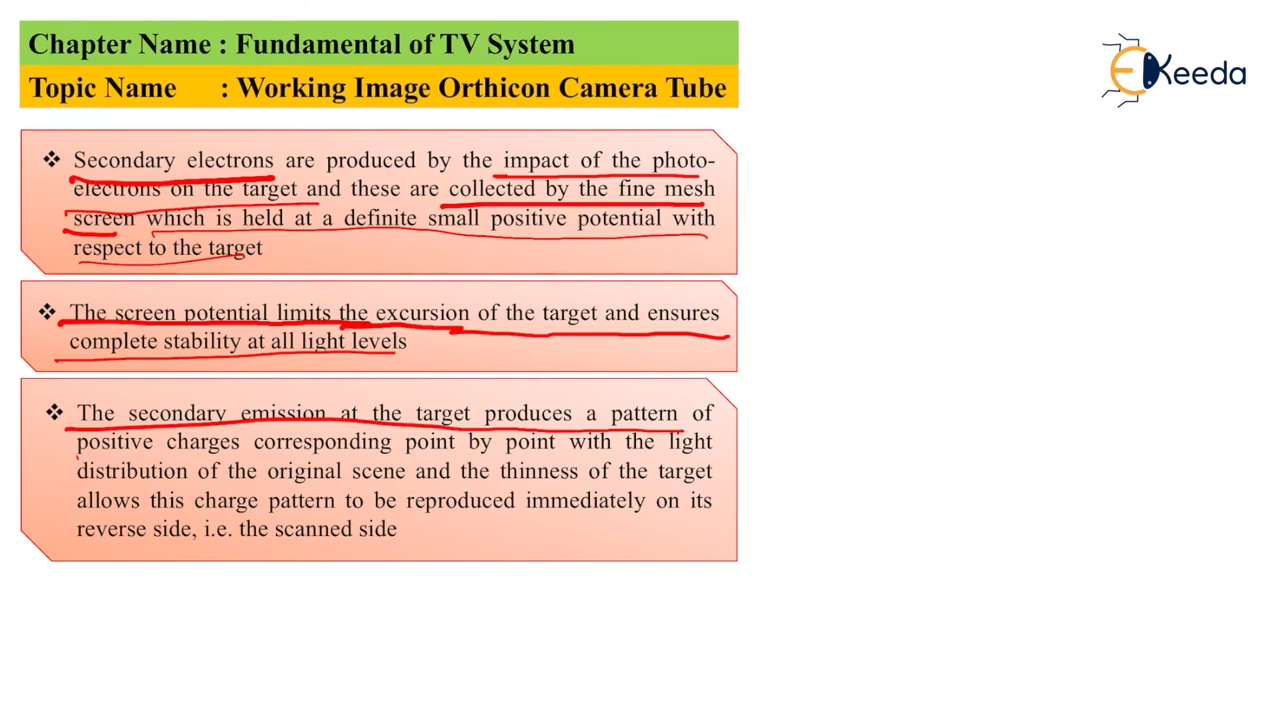 Chapter Name : Fundamental of TV System
Topic Name : Working Image Orthicon Camera Tube
EKeeda
❖ Secondary electrons are produced by the impact of the photo-
electrons on the target and these are collected by the fine mesh
screen which is held at a definite small positive potential with
respect to the target
❖ The screen potential limits the excursion of the target and ensures
complete stability at all light levels
❖ The secondary emission at the target produces a pattern of
positive charges corresponding point by point with the light
distribution of the original scene and the thinness of the target
allows this charge pattern to be reproduced immediately on its
reverse side, i.e. the scanned side